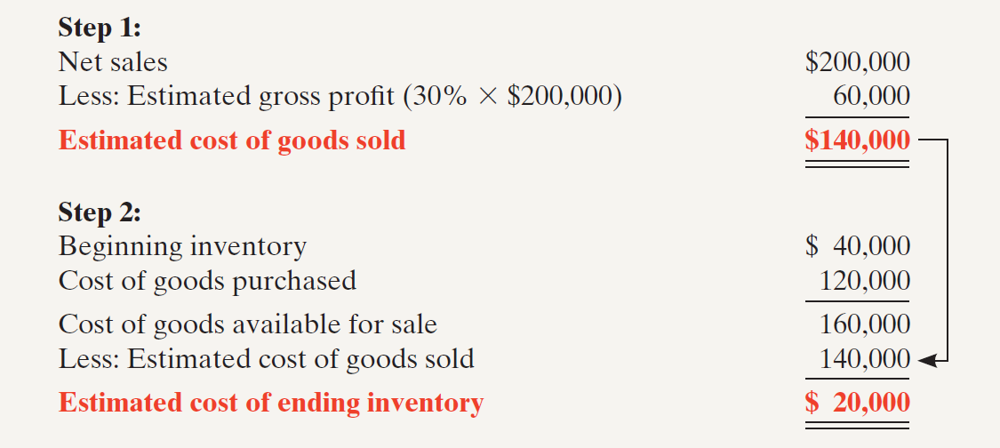 Step 1:
Net sales $200,000
Less: Estimated gross profit (30% × $200,000) 60,000
Estimated cost of goods sold $140,000
Step 2:
Beginning inventory $ 40,000
Cost of goods purchased 120,000
Cost of goods available for sale 160,000
Less: Estimated cost of goods sold 140,000
Estimated cost of ending inventory $ 20,000